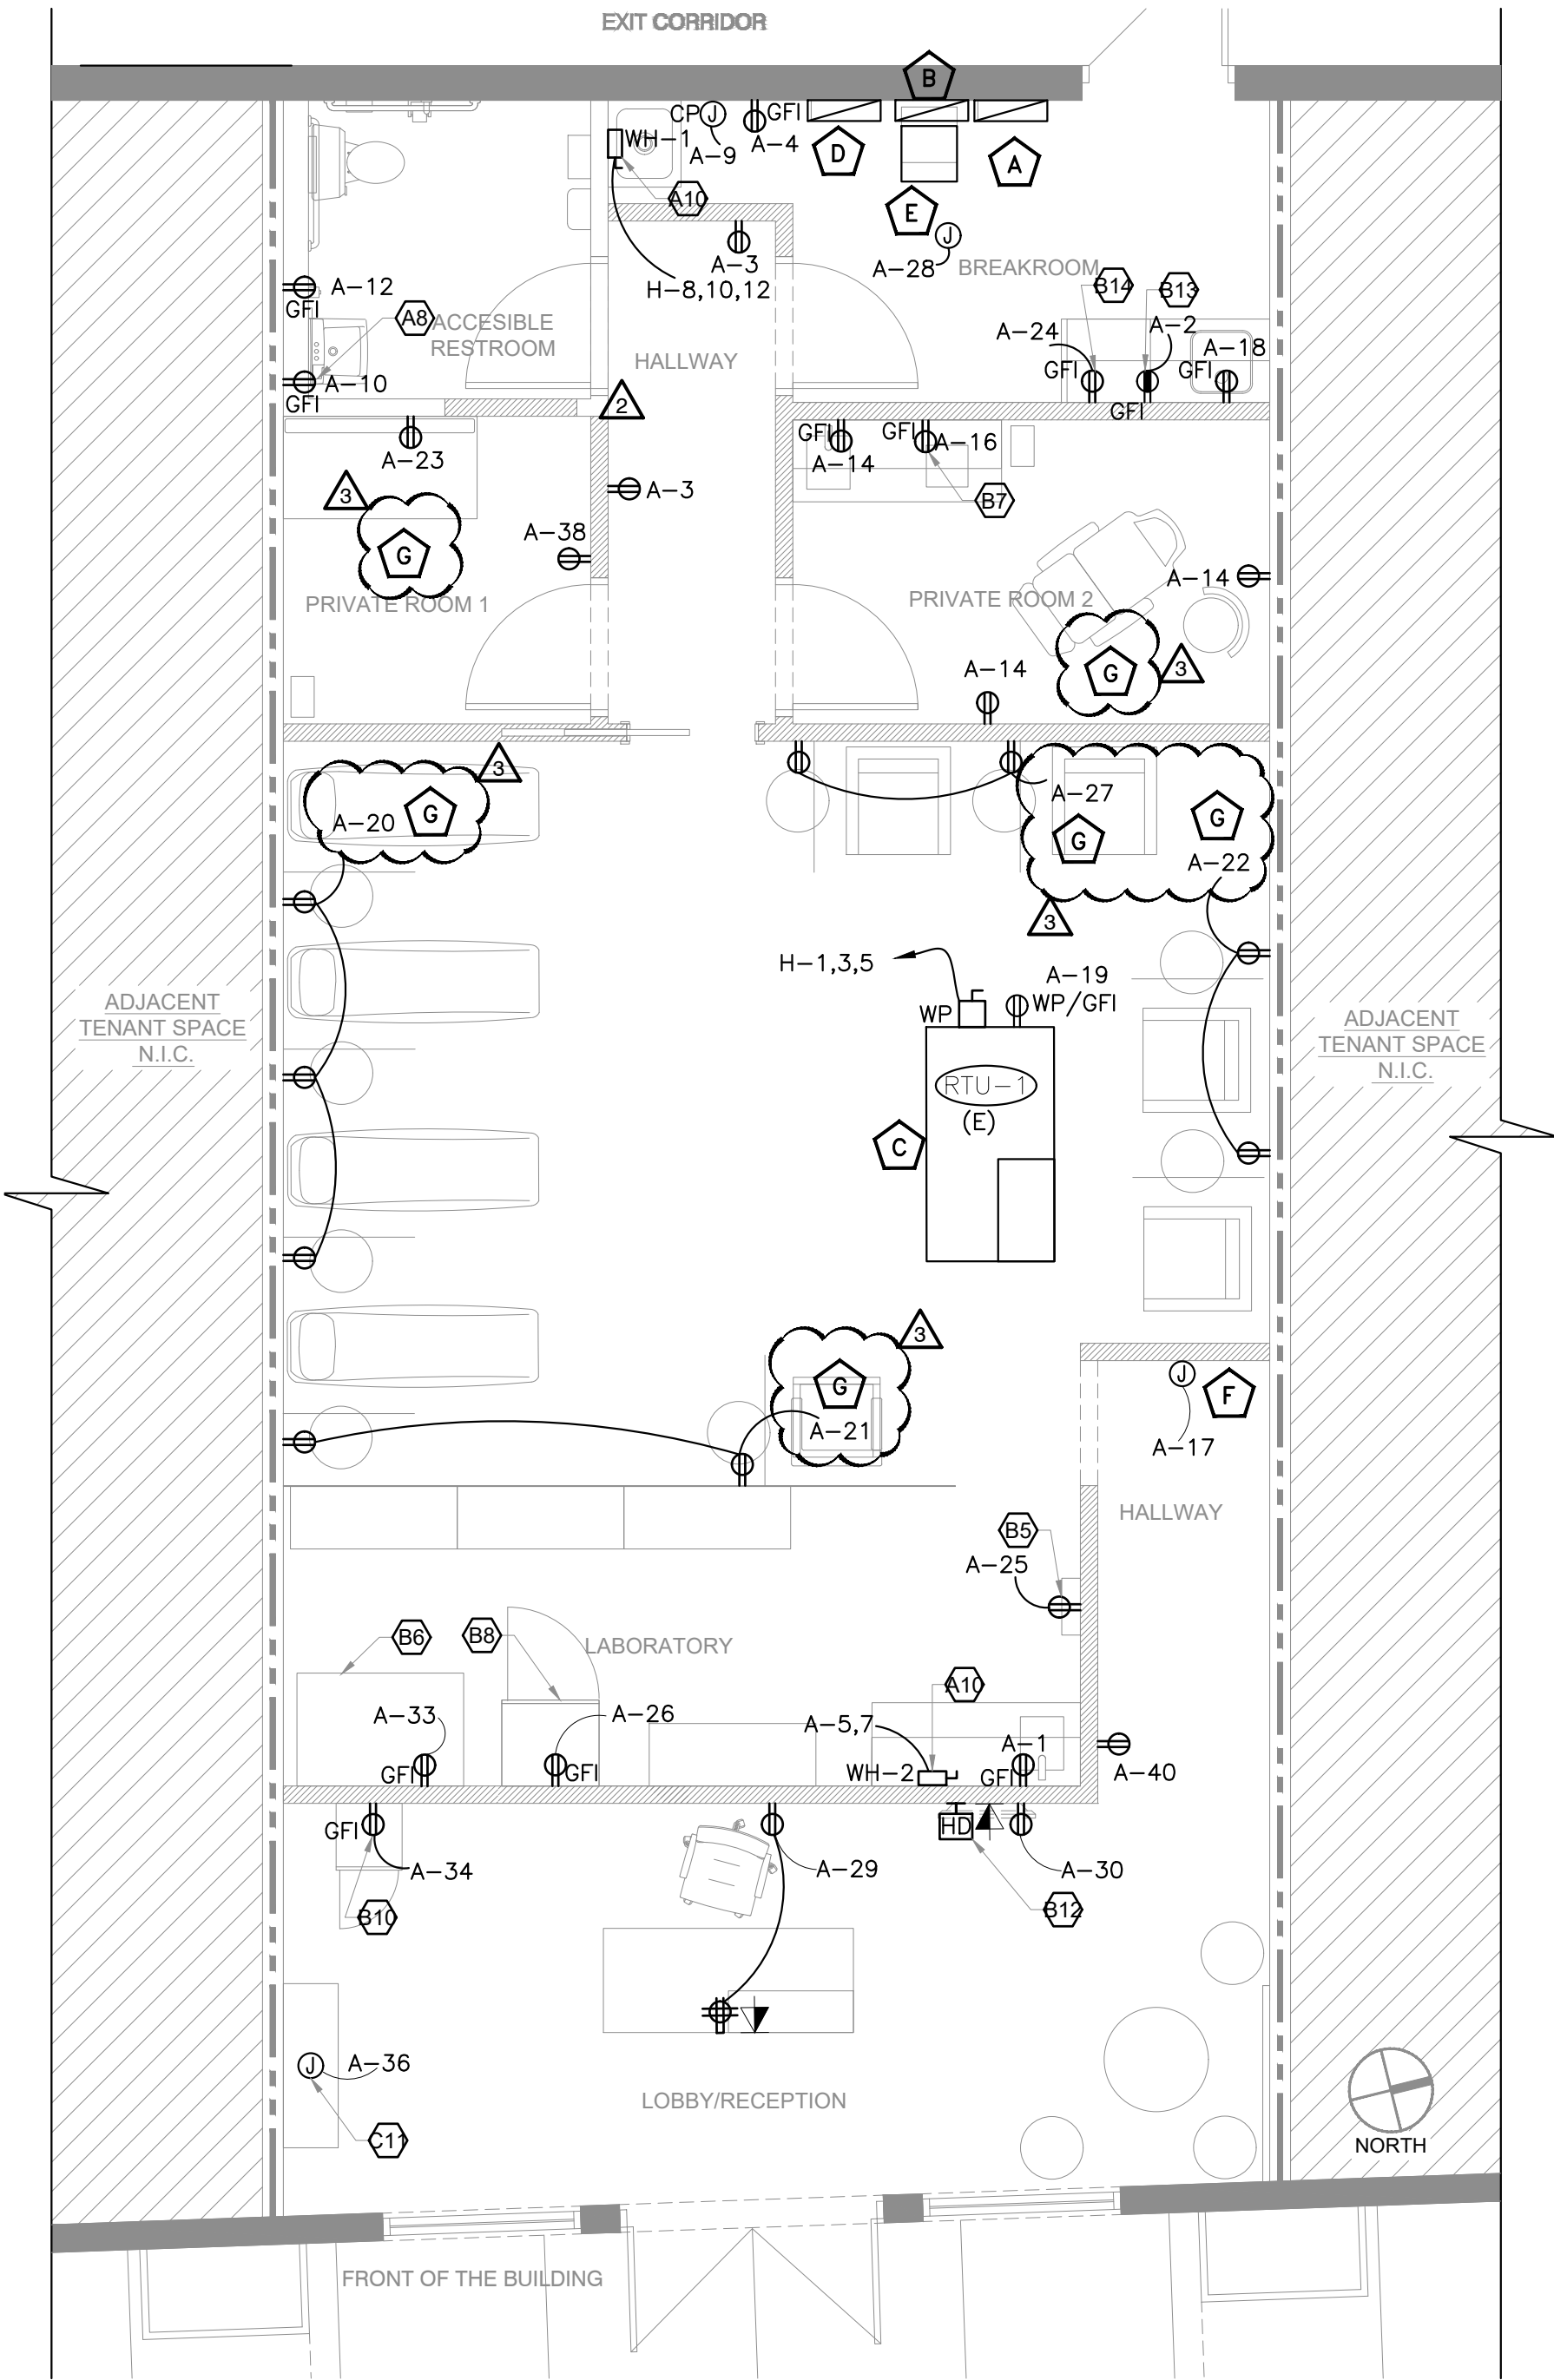 EXIT CORRIDOR
B
CP J GFI
WH-1
A-9
A-4
D
A
A10
E
J
A-3
A-28
BREAKROOM
H-8,10,12
A-12
GFI
A8
ACCESIBLE
RESTROOM
B14
B13
A-24
A-2
A-18
HALLWAY
GFI
GFI
GFI
A-10
GFI
2
GFI
GFI
A-16
A-23
A-14
3
A-3
B7
A-38
G
A-14
PRIVATE ROOM 1
PRIVATE ROOM 2
G
3
A-14
3
A-20
G
A-27
G
G
A-22
3
H-1,3,5
A-19
WP/GFI
WP
ADJACENT
TENANT SPACE
N.I.C.
ADJACENT
TENANT SPACE
N.I.C.
RTU-1
(E)
C
3
G
A-21
J
F
A-17
HALLWAY
B5
A-25
B6
B8
LABORATORY
A10
A-33
A-26
A-5,7
A-1
GFI
GFI
WH-2
GFI
A-40
GFI
HD
A-34
A-29
A-30
B10
B12
J
A-36
C11
LOBBY/RECEPTION
NORTH
FRONT OF THE BUILDING